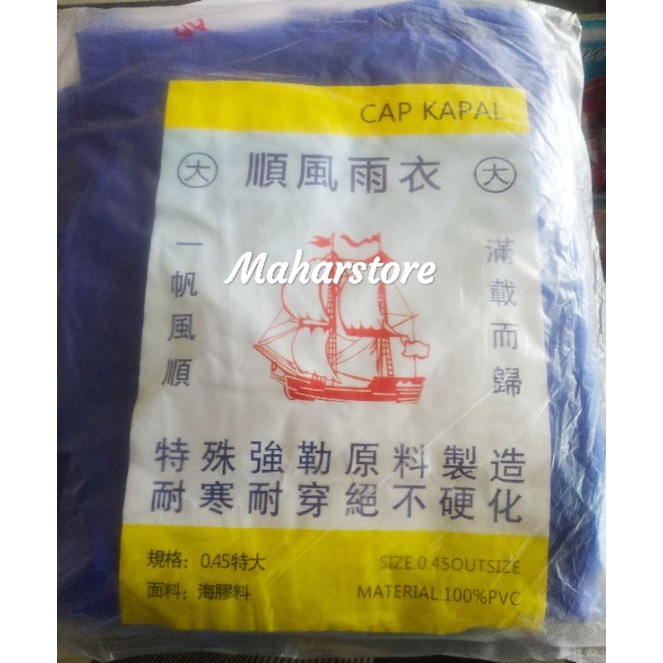 CAP KAPAL
大 順風雨衣 大
一帆風順
Maharstore
滿載而歸
特殊強勒原料製造
耐寒耐穿絕不硬化
規格：0.45特大
SIZE.0.45OUTSIZE
面料：海膠料
MATERIAL:100%PVC